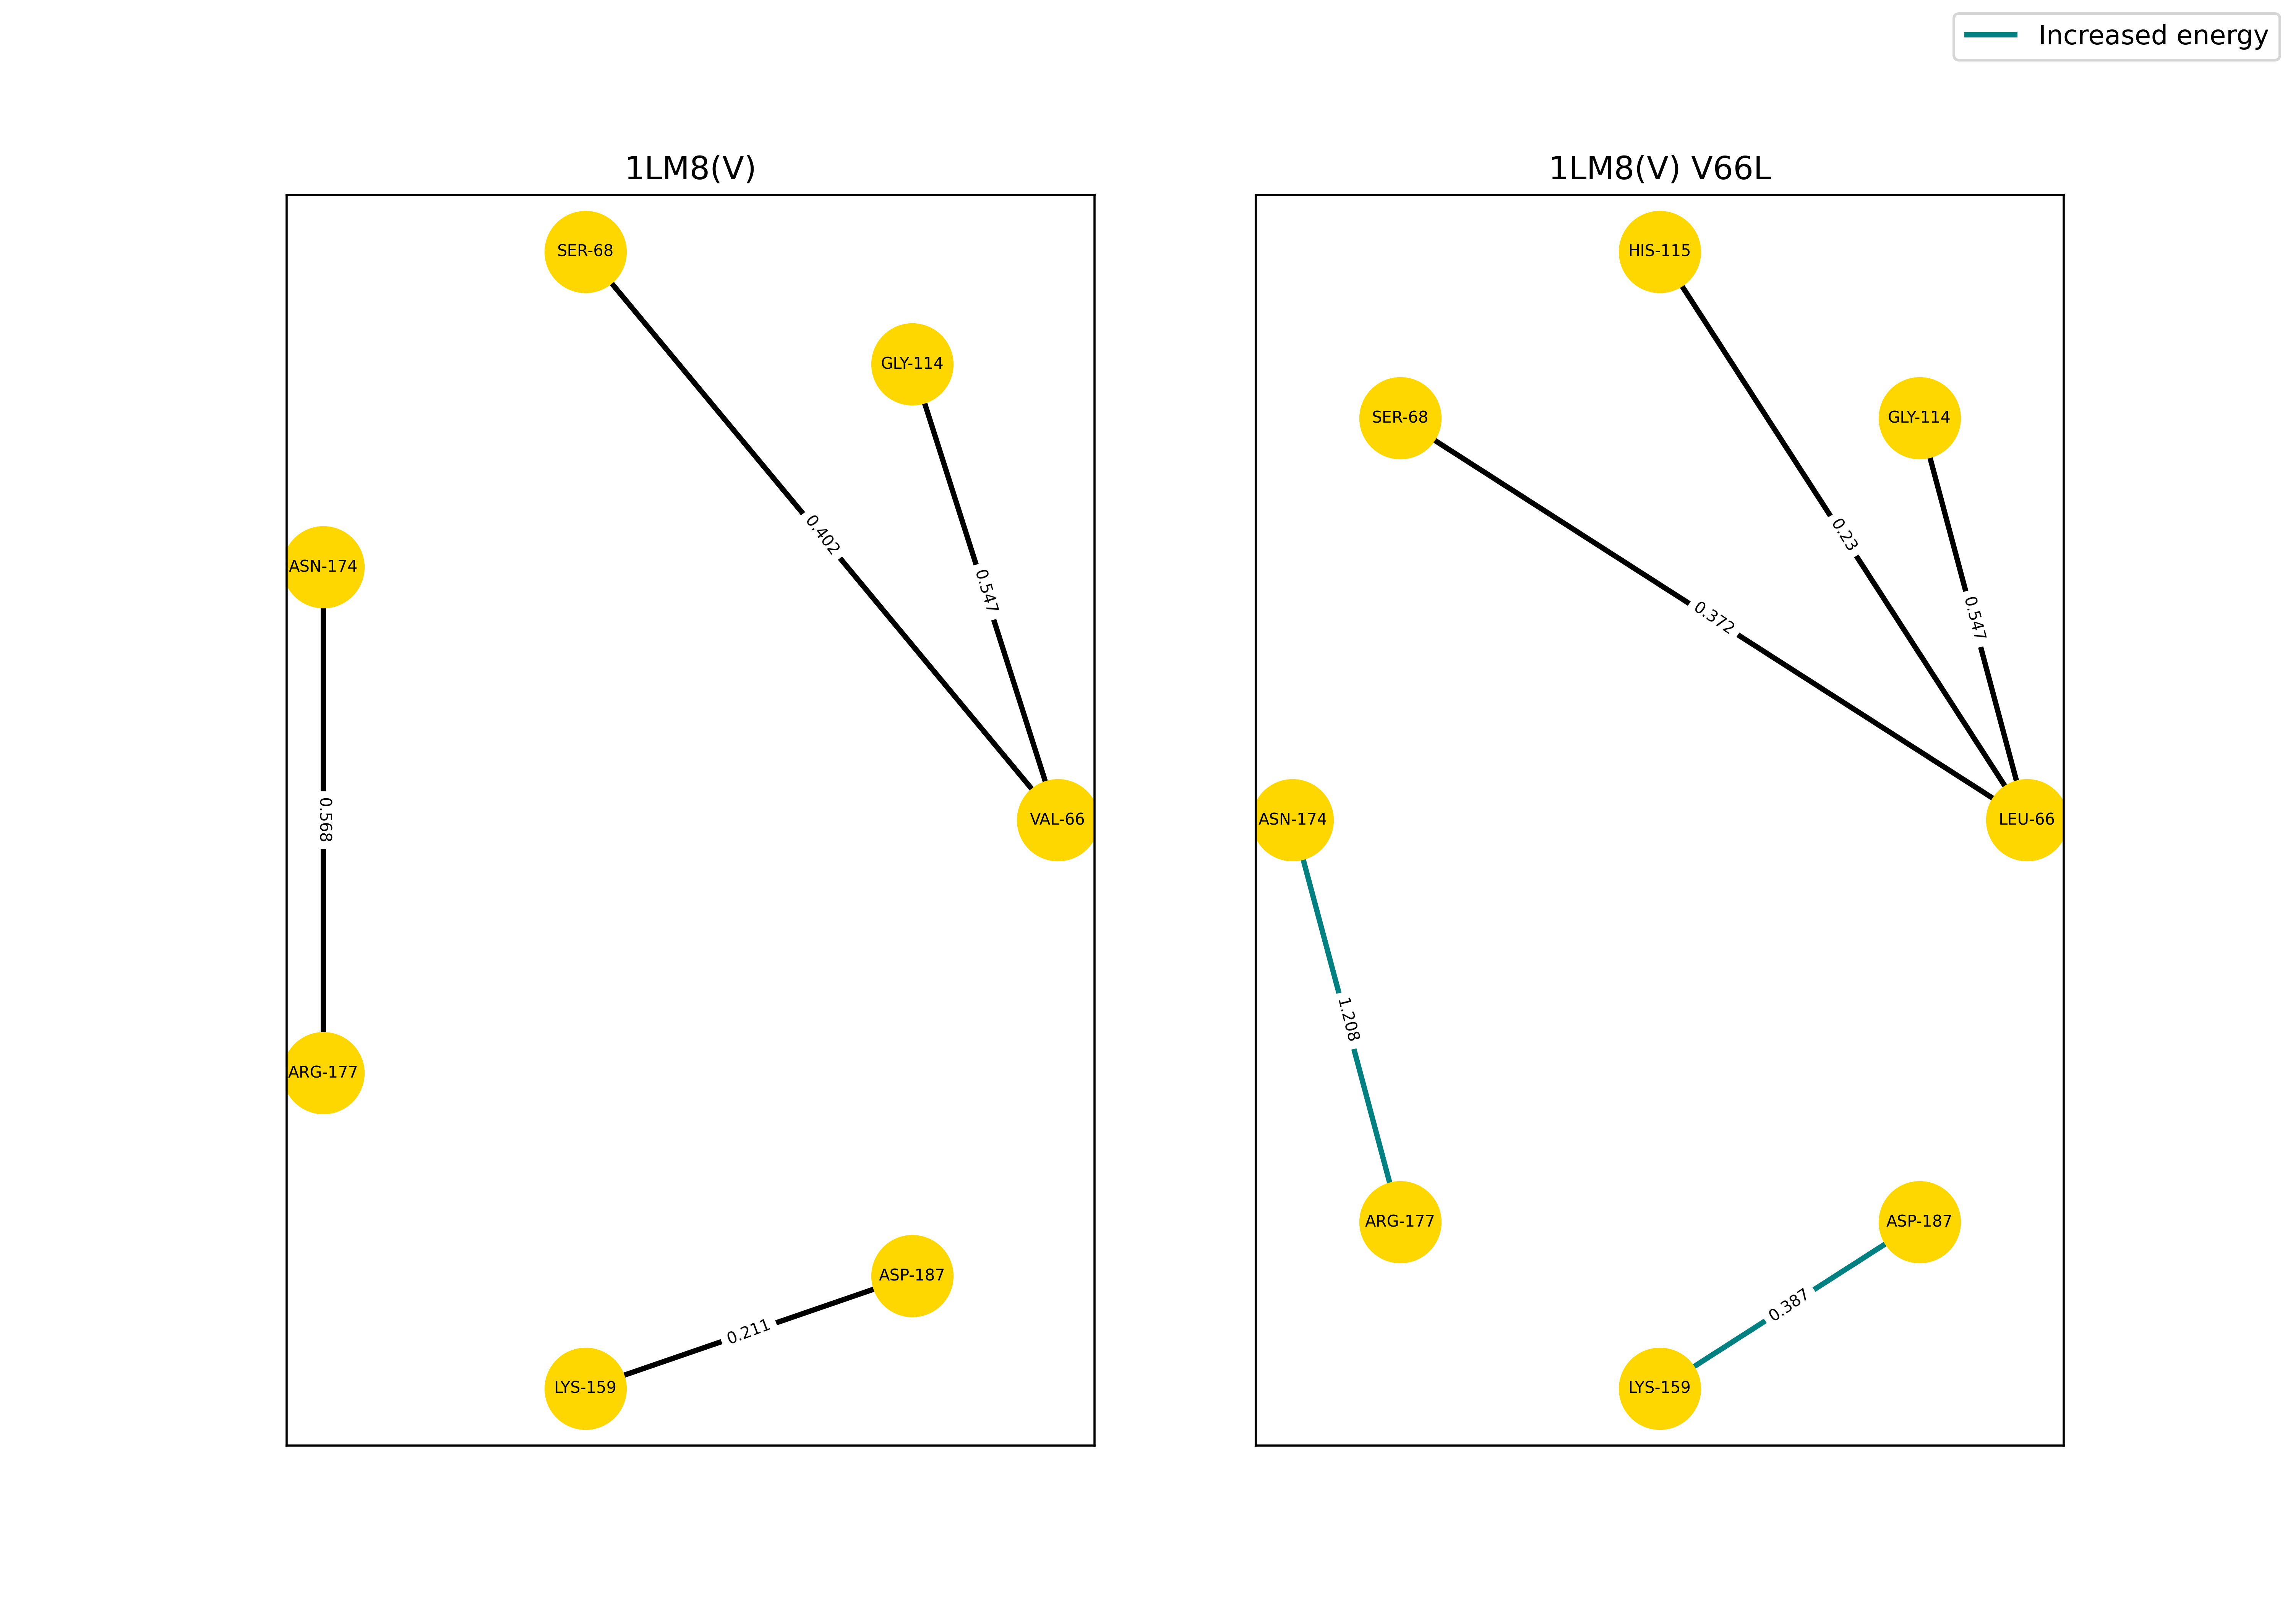 Increased energy
1LM8(V)
SER-68
GLY-114
0.402
0.547
ASN-174
VAL-66
0.568
ARG-177
ASP-187
0.211
LYS-159
1LM8(V) V66L
HIS-115
SER-68
GLY-114
0.23
0.372
0.547
ASN-174
LEU-66
1.208
ARG-177
ASP-187
0.387
LYS-159